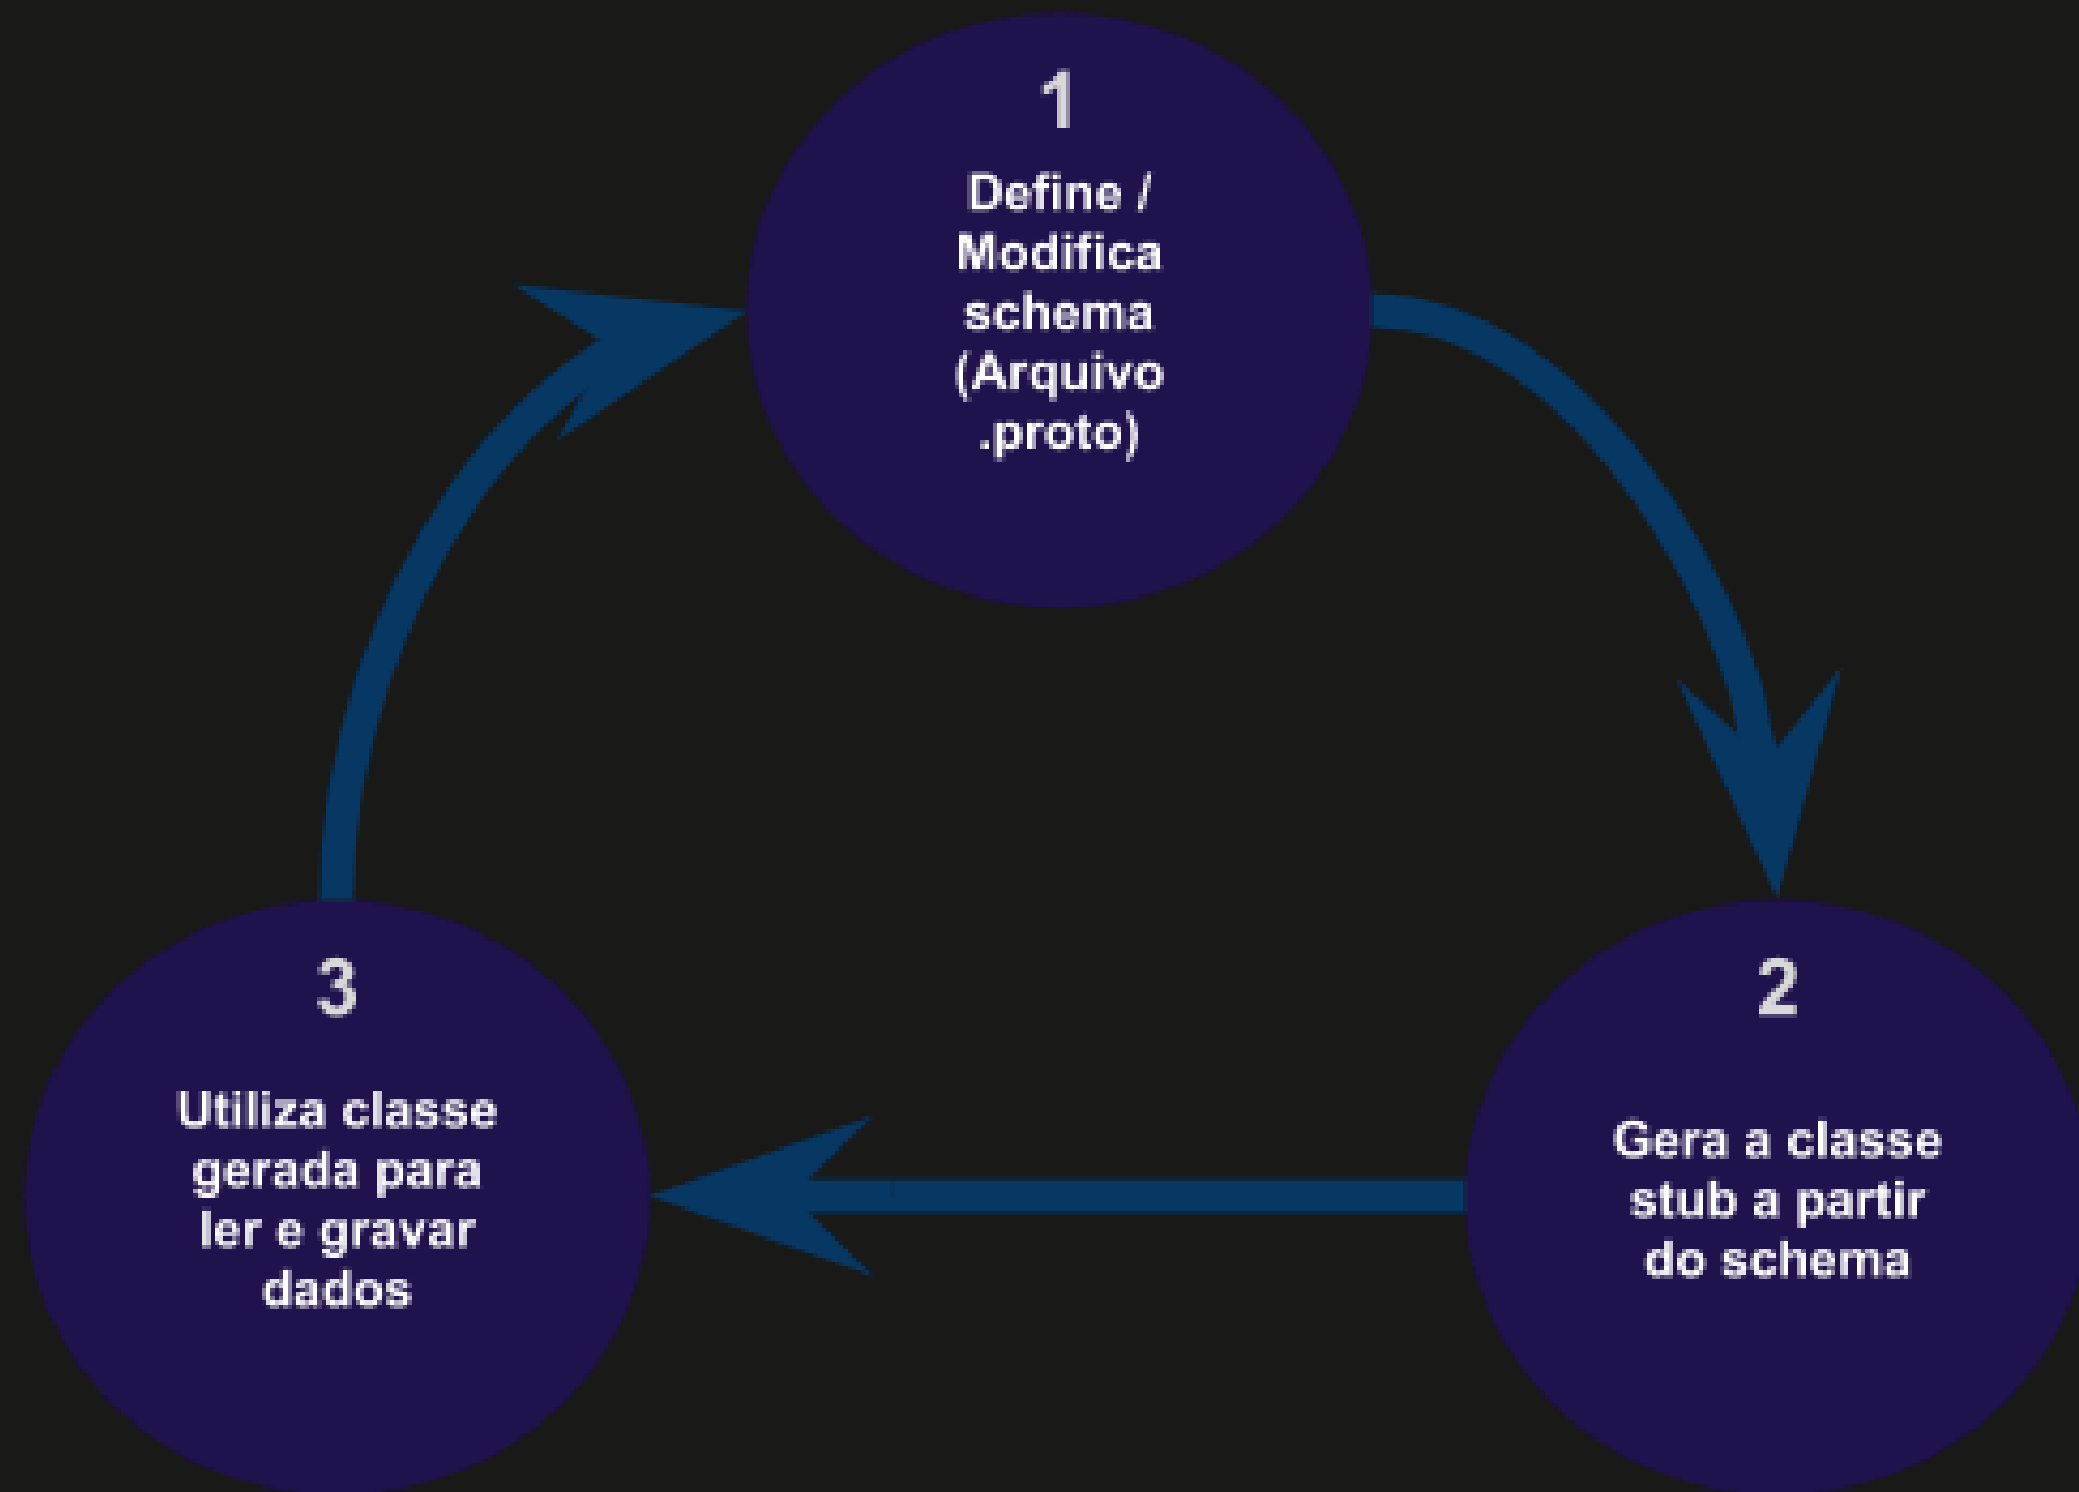 1
Define /
Modifica
schema
(Arquivo
.proto)
2
Gera a classe
stub a partir
do schema
3
Utiliza classe
gerada para
ler e gravar
dados